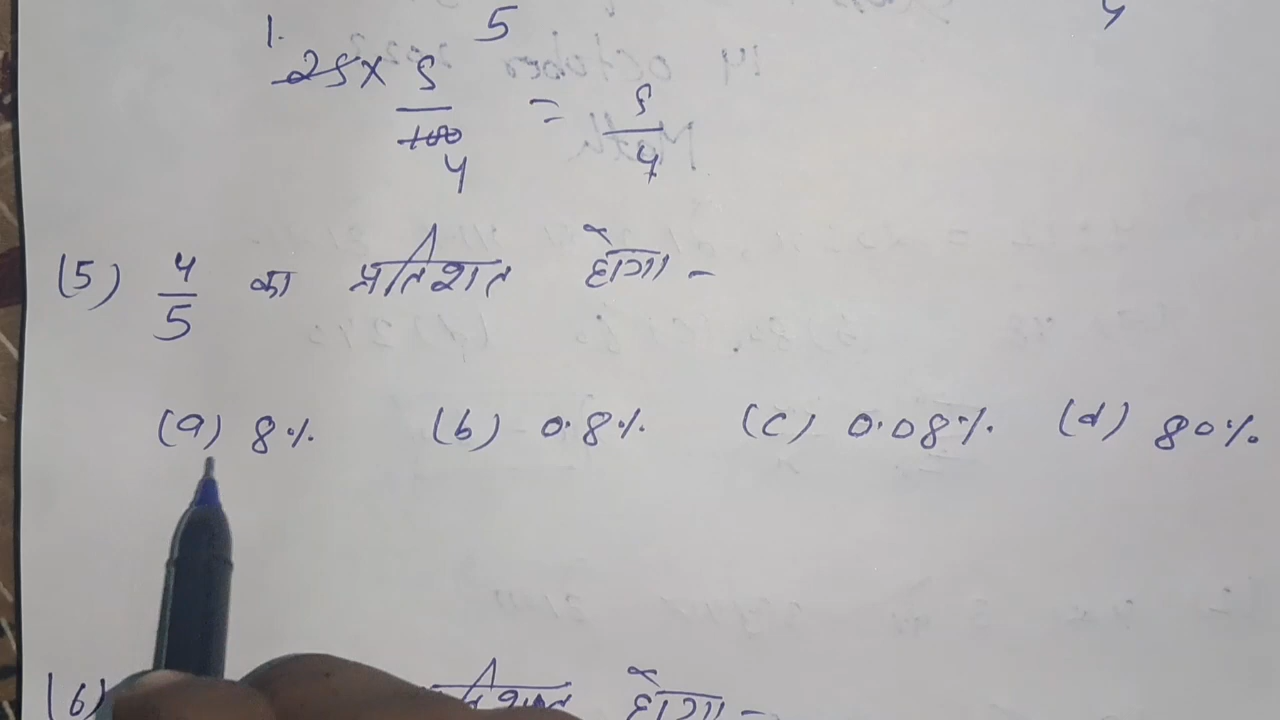 5
4
1.
25 × 5/100 = 5/4
4
(5) 4/5 का प्रतिशत होगा -
(a) 8% (b) 0.8% (c) 0.08% (d) 80%
(6) होगा -